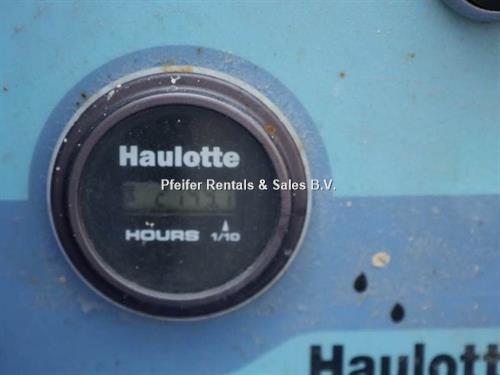 Haulotte
Pfeifer Rentals & Sales B.V.
HOURS 1/10
Haulotte